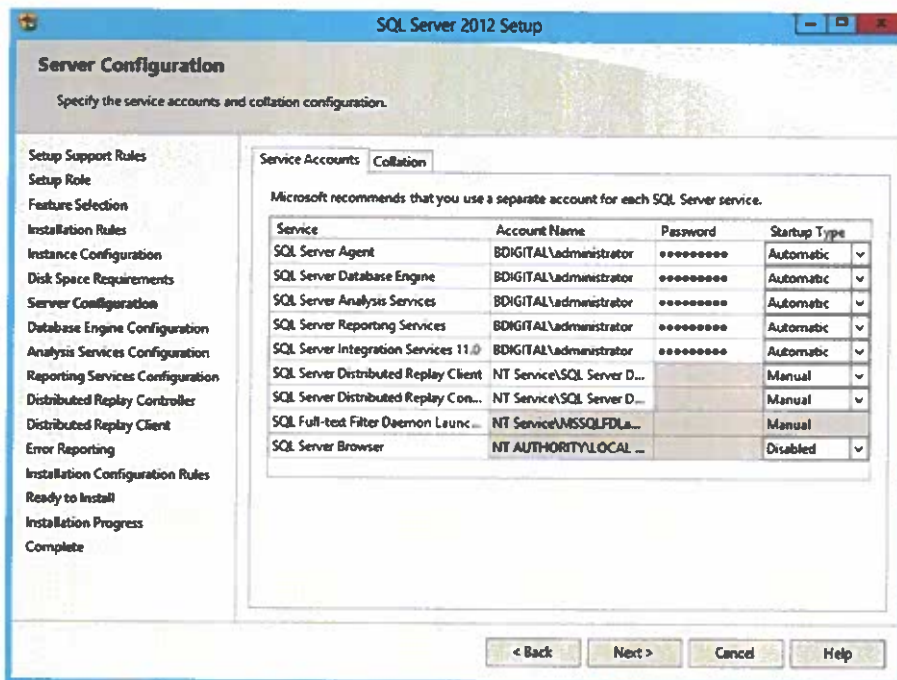 SQL Server 2012 Setup
Server Configuration
Specify the service accounts and collation configuration.
Setup Support Rules
Setup Role
Feature Selection
Installation Rules
Instance Configuration
Disk Space Requirements
Server Configuration
Database Engine Configuration
Analysis Services Configuration
Reporting Services Configuration
Distributed Replay Controller
Distributed Replay Client
Error Reporting
Installation Configuration Rules
Ready to Install
Installation Progress
Complete
Service Accounts Collation
Microsoft recommends that you use a separate account for each SQL Server service.
Service Account Name Password Startup Type
SQL Server Agent BDIGITAL\administrator ●●●●●●●●● Automatic
SQL Server Database Engine BDIGITAL\administrator ●●●●●●●●● Automatic
SQL Server Analysis Services BDIGITAL\administrator ●●●●●●●●● Automatic
SQL Server Reporting Services BDIGITAL\administrator ●●●●●●●●● Automatic
SQL Server Integration Services 11.0 BDIGITAL\administrator ●●●●●●●●● Automatic
SQL Server Distributed Replay Client NT Service\SQL Server D... Manual
SQL Server Distributed Replay Con... NT Service\SQL Server D... Manual
SQL Full-text Filter Daemon Launc... NT Service\MSSQLFDLa... Manual
SQL Server Browser NT AUTHORITY\LOCAL ... Disabled
< Back Next > Cancel Help